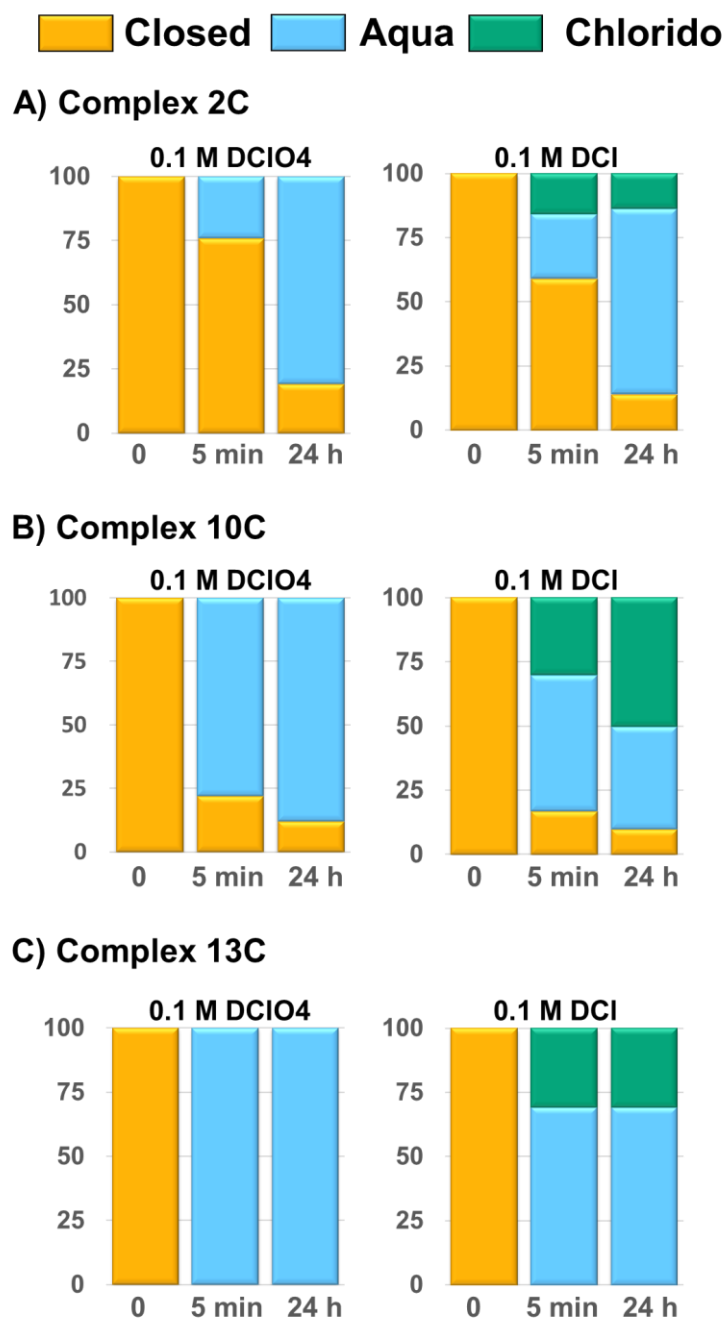 Closed Aqua Chlorido
A) Complex 2C
0.1 M DClO4 0.1 M DCl
100 100
75 75
50 50
25 25
0 0
0 5 min 24 h 0 5 min 24 h
B) Complex 10C
0.1 M DClO4 0.1 M DCl
100 100
75 75
50 50
25 25
0 0
0 5 min 24 h 0 5 min 24 h
C) Complex 13C
0.1 M DClO4 0.1 M DCl
100 100
75 75
50 50
25 25
0 0
0 5 min 24 h 0 5 min 24 h